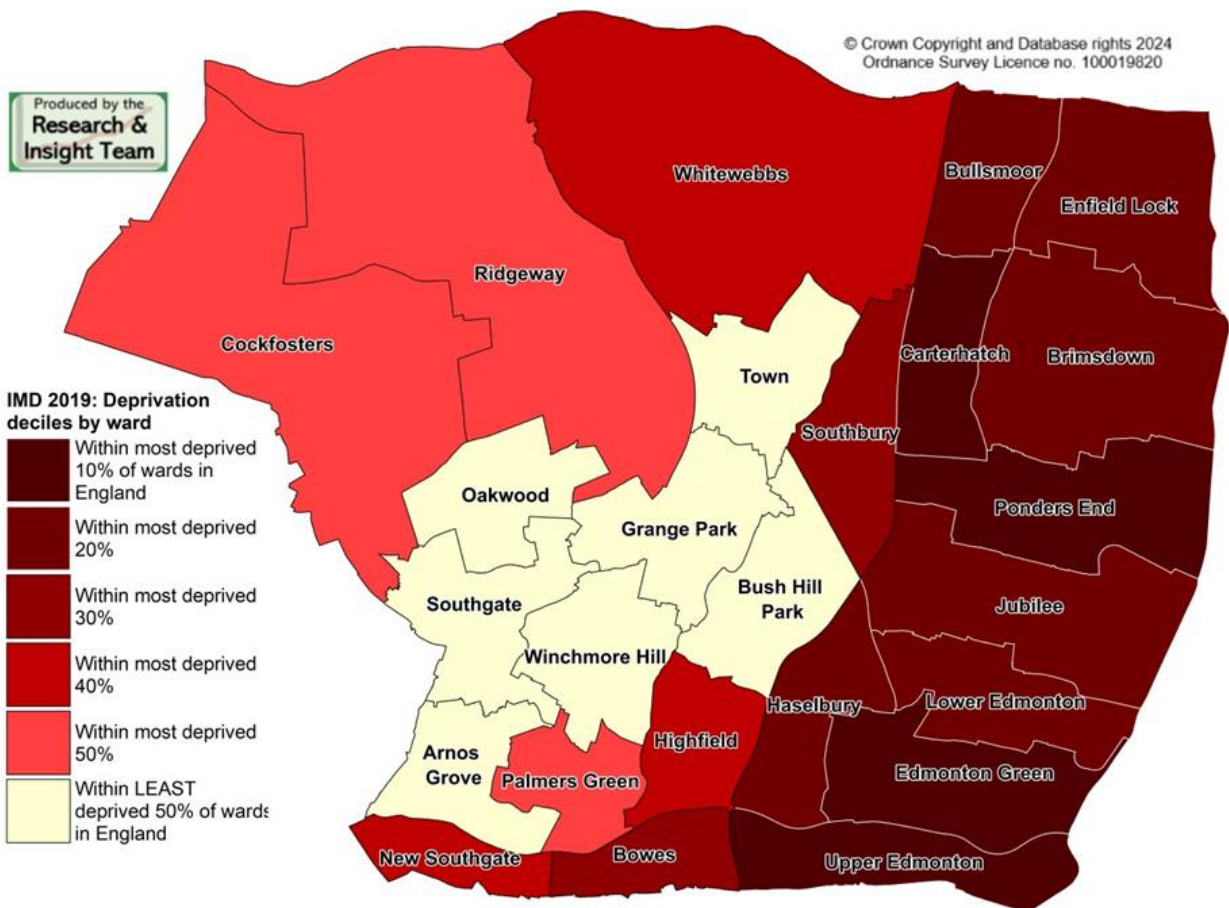 © Crown Copyright and Database rights 2024
Ordnance Survey Licence no. 100019820
Produced by the
Research &
Insight Team
Whitewebbs
Bullsmoor
Enfield Lock
Ridgeway
Cockfosters
Carterhatch
Brimsdown
Town
Southbury
Oakwood
Grange Park
Ponders End
Southgate
Bush Hill
Park
Jubilee
Winchmore Hill
Haselbury
Lower Edmonton
Highfield
Arnos
Grove
Palmers Green
Edmonton Green
New Southgate
Bowes
Upper Edmonton
IMD 2019: Deprivation
deciles by ward
Within most deprived
10% of wards in
England
Within most deprived
20%
Within most deprived
30%
Within most deprived
40%
Within most deprived
50%
Within LEAST
deprived 50% of wards
in England